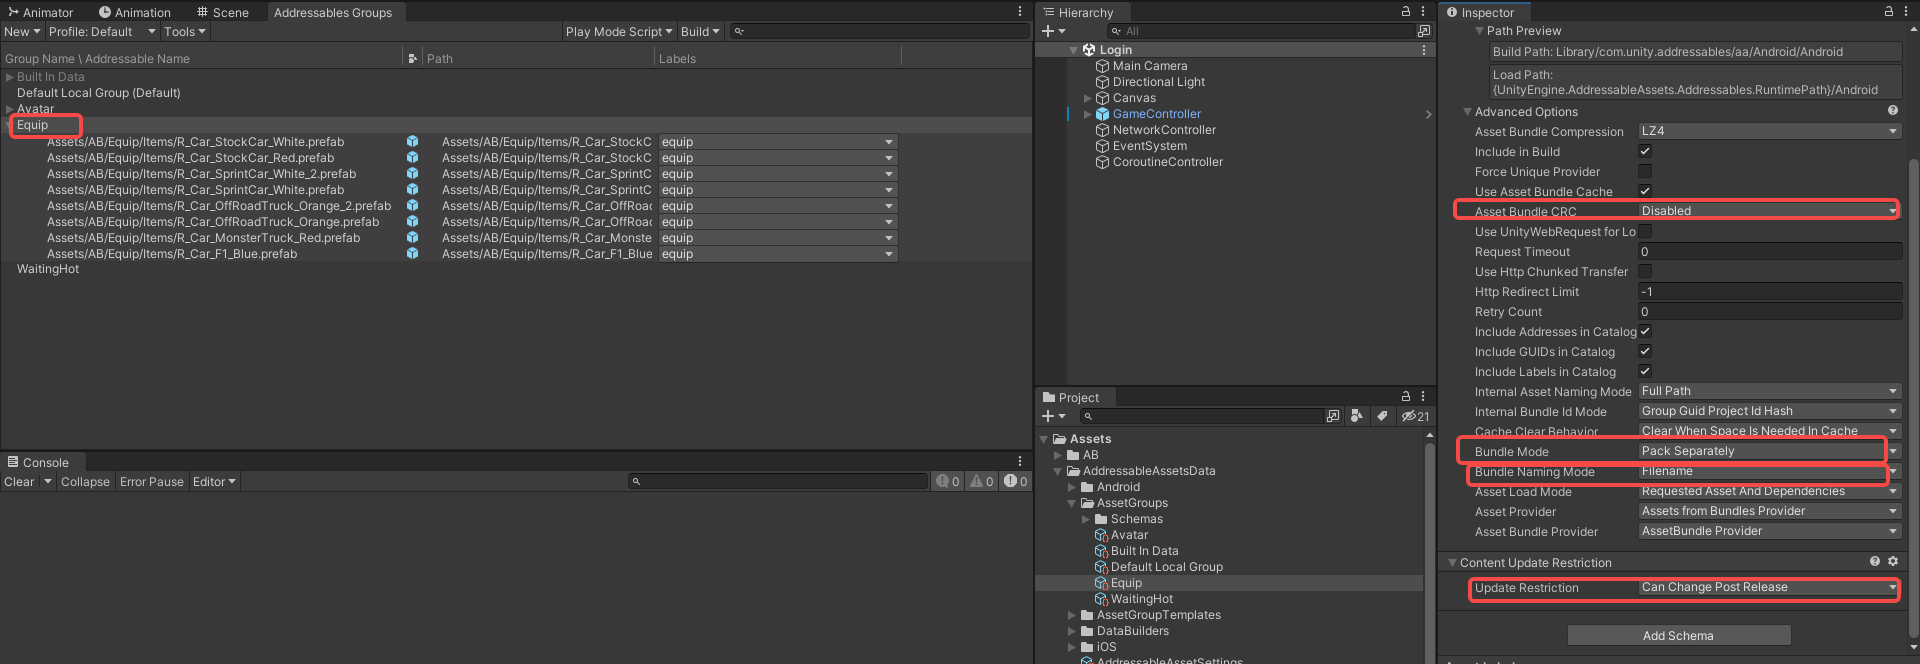 Animator
Animation
Scene
Addressables Groups
New
Profile: Default
Tools
Play Mode Script
Build
Group Name \ Addressable Name
Path
Labels
Built In Data
Default Local Group (Default)
Avatar
Equip
Assets/AB/Equip/Items/R_Car_StockCar_White.prefab
Assets/AB/Equip/Items/R_Car_StockC
equip
Assets/AB/Equip/Items/R_Car_StockCar_Red.prefab
Assets/AB/Equip/Items/R_Car_StockC
equip
Assets/AB/Equip/Items/R_Car_SprintCar_White_2.prefab
Assets/AB/Equip/Items/R_Car_SprintC
equip
Assets/AB/Equip/Items/R_Car_SprintCar_White.prefab
Assets/AB/Equip/Items/R_Car_SprintC
equip
Assets/AB/Equip/Items/R_Car_OffRoadTruck_Orange_2.prefab
Assets/AB/Equip/Items/R_Car_OffRoac
equip
Assets/AB/Equip/Items/R_Car_OffRoadTruck_Orange.prefab
Assets/AB/Equip/Items/R_Car_OffRoac
equip
Assets/AB/Equip/Items/R_Car_MonsterTruck_Red.prefab
Assets/AB/Equip/Items/R_Car_Monste
equip
Assets/AB/Equip/Items/R_Car_F1_Blue.prefab
Assets/AB/Equip/Items/R_Car_F1_Blue
equip
WaitingHot
Console
Clear
Collapse
Error Pause
Editor
0
0
0
Hierarchy
All
Login
Main Camera
Directional Light
Canvas
GameController
NetworkController
EventSystem
CoroutineController
Project
21
Assets
AB
AddressableAssetsData
Android
AssetGroups
Schemas
Avatar
Built In Data
Default Local Group
Equip
WaitingHot
AssetGroupTemplates
DataBuilders
iOS
AddressableAssetSettings
Inspector
Path Preview
Build Path: Library/com.unity.addressables/aa/Android/Android
Load Path:
{UnityEngine.AddressableAssets.Addressables.RuntimePath}/Android
Advanced Options
Asset Bundle Compression LZ4
Include in Build
Force Unique Provider
Use Asset Bundle Cache
Asset Bundle CRC Disabled
Use UnityWebRequest for Lo
Request Timeout 0
Use Http Chunked Transfer
Http Redirect Limit -1
Retry Count 0
Include Addresses in Catalog
Include GUIDs in Catalog
Include Labels in Catalog
Internal Asset Naming Mode Full Path
Internal Bundle Id Mode Group Guid Project Id Hash
Cache Clear Behavior Clear When Space Is Needed In Cache
Bundle Mode Pack Separately
Bundle Naming Mode Filename
Asset Load Mode Requested Asset And Dependencies
Asset Provider Assets from Bundles Provider
Asset Bundle Provider AssetBundle Provider
Content Update Restriction
Update Restriction Can Change Post Release
Add Schema